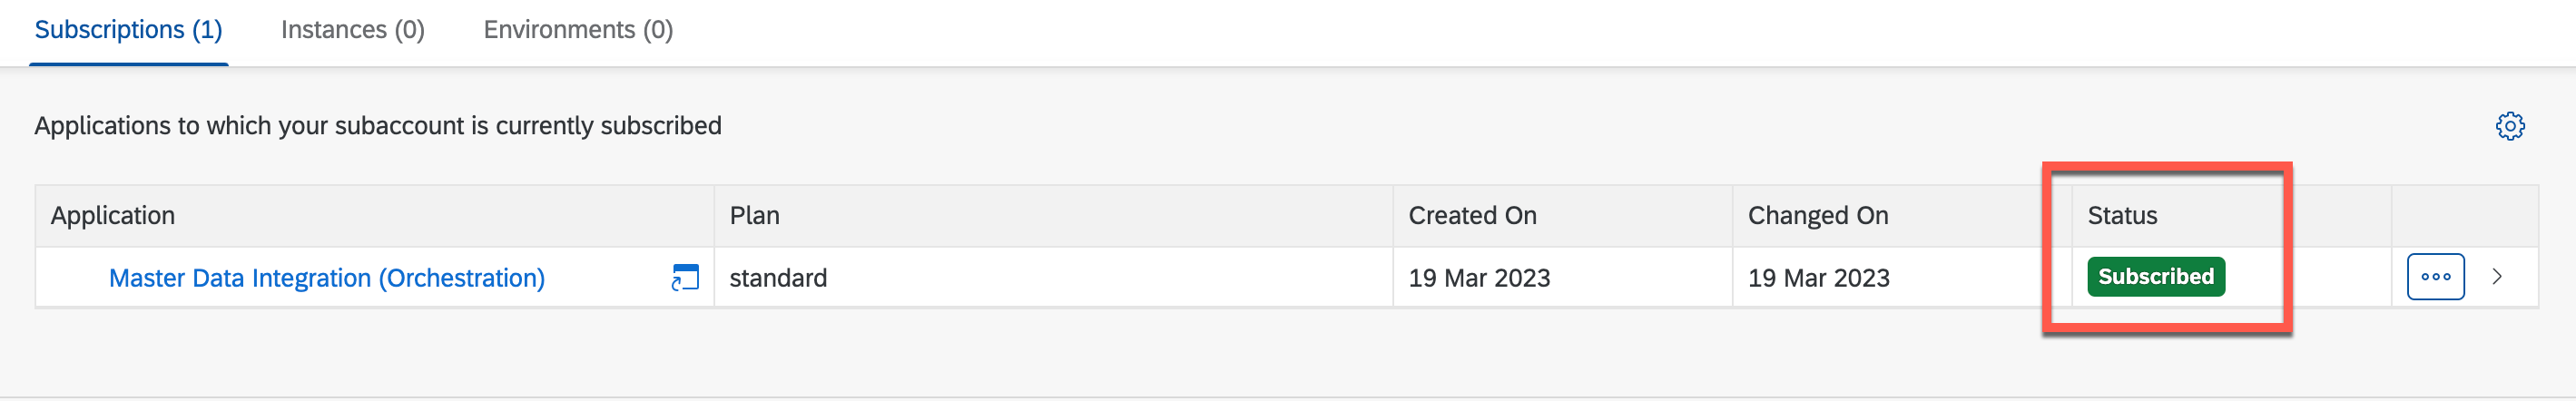 Subscriptions (1) Instances (0) Environments (0)
Applications to which your subaccount is currently subscribed
Application Plan Created On Changed On Status
Master Data Integration (Orchestration) standard 19 Mar 2023 19 Mar 2023 Subscribed